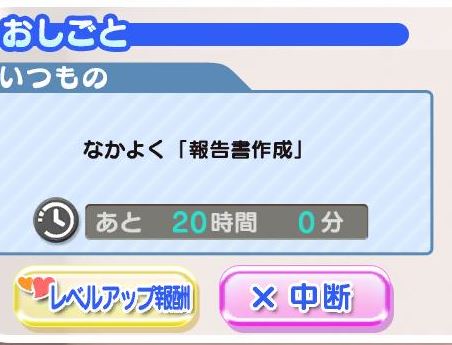 おしごと
いつもの
なかよく「報告書作成」
あと 20時間 0分
レベルアップ報酬
× 中断